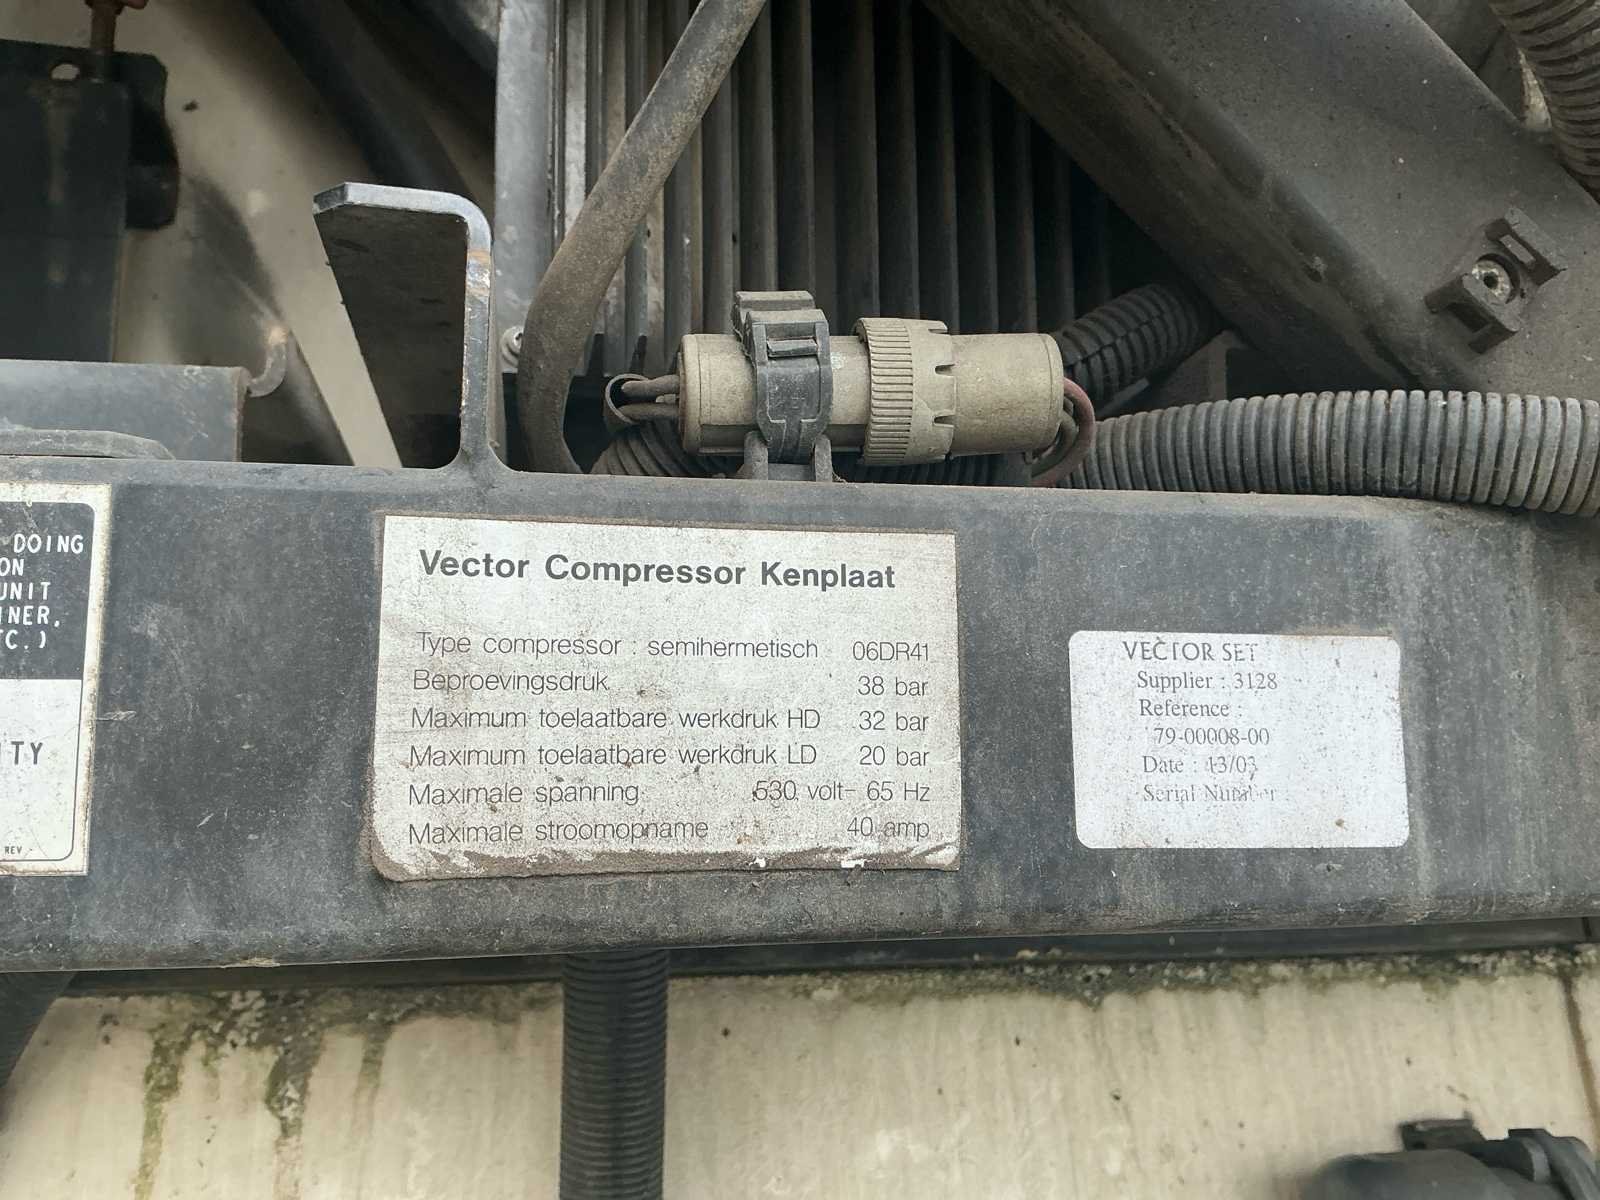 DOING
ON
UNIT
INER,
TC.)
ITY
REV -
Vector Compressor Kenplaat
Type compressor : semihermetisch 06DR41
Beproevingsdruk 38 bar
Maximum toelaatbare werkdruk HD 32 bar
Maximum toelaatbare werkdruk LD 20 bar
Maximale spanning 530 volt- 65 Hz
Maximale stroomopname 40 amp
VECTOR SET
Supplier : 3128
Reference :
79-00008-00
Date : 13/03
Serial Number :